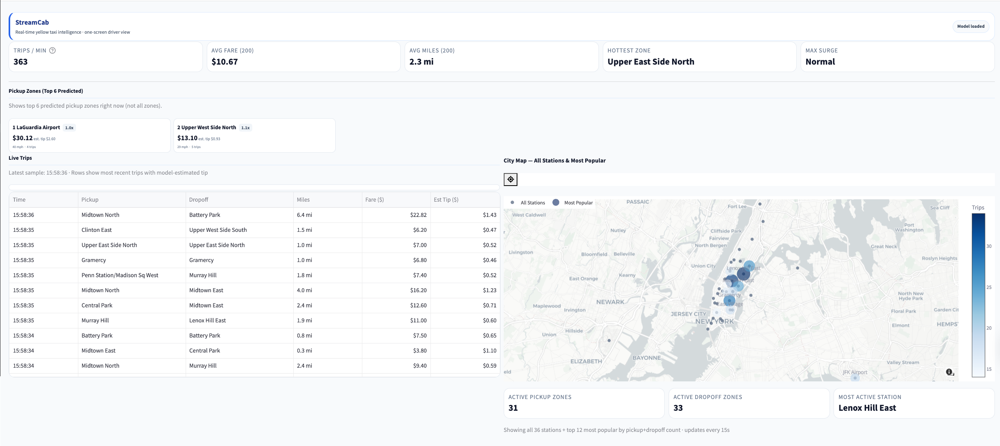 StreamCab
Real-time yellow taxi intelligence · one-screen driver view
Model loaded
TRIPS / MIN ?
363
AVG FARE (200)
$10.67
AVG MILES (200)
2.3 mi
HOTTEST ZONE
Upper East Side North
MAX SURGE
Normal
Pickup Zones (Top 6 Predicted)
Shows top 6 predicted pickup zones right now (not all zones).
1 LaGuardia Airport 1.0x
$30.12 est. tip $2.60
40 mph · 4 trips
2 Upper West Side North 1.1x
$13.10 est. tip $0.93
29 mph · 5 trips
Live Trips
Latest sample: 15:58:36 · Rows show most recent trips with model-estimated tip
Time Pickup Dropoff Miles Fare ($) Est Tip ($)
15:58:36 Midtown North Battery Park 6.4 mi $22.82 $1.43
15:58:35 Clinton East Upper West Side South 1.5 mi $6.20 $0.47
15:58:35 Upper East Side North Upper East Side North 1.0 mi $7.00 $0.52
15:58:35 Gramercy Gramercy 1.0 mi $6.80 $0.46
15:58:35 Penn Station/Madison Sq West Murray Hill 1.8 mi $7.40 $0.52
15:58:35 Midtown North Midtown East 4.0 mi $16.20 $1.23
15:58:35 Central Park Midtown East 2.4 mi $12.60 $0.71
15:58:35 Murray Hill Lenox Hill East 1.9 mi $11.00 $0.60
15:58:34 Battery Park Battery Park 0.8 mi $7.50 $0.65
15:58:34 Midtown East Central Park 0.3 mi $3.80 $1.10
15:58:34 Midtown North Murray Hill 2.4 mi $9.40 $0.59
City Map — All Stations & Most Popular
All Stations Most Popular
PASSAIC
Fort Lee
Sea Cliff
West Caldwell
Port
Washington
Nutley
Cliffside Park
Fairview
North Bergen
Great Neck
Livingston
Bloomfield Belleville
Roslyn Heights
Union City
Lenox Hill East
Kearny
East Orange
Midtown East
North New
Hyde Park
Gramercy
NEWARK
East Village
Maplewood
Irvington
Floral Park
Garden Cit
JERSEY CITY
NEW YORK
Elmont
HEMPST
Hillside
Union
BAYONNE
ELIZABETH
Valley Stream
eld
JFK Airport
Trips
30
25
20
15
ACTIVE PICKUP ZONES
31
ACTIVE DROPOFF ZONES
33
MOST ACTIVE STATION
Lenox Hill East
Showing all 36 stations + top 12 most popular by pickup+dropoff count · updates every 15s